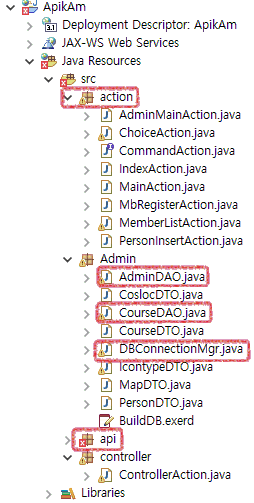 ApikAm
Deployment Descriptor: ApikAm
JAX-WS Web Services
Java Resources
src
action
AdminMainAction.java
ChoiceAction.java
CommandAction.java
IndexAction.java
MainAction.java
MbRegisterAction.java
MemberListAction.java
PersonInsertAction.java
Admin
AdminDAO.java
CoslocDTO.java
CourseDAO.java
CourseDTO.java
DBConnectionMgr.java
IcontypeDTO.java
MapDTO.java
PersonDTO.java
BuildDB.exerd
api
controller
ControllerAction.java
Libraries